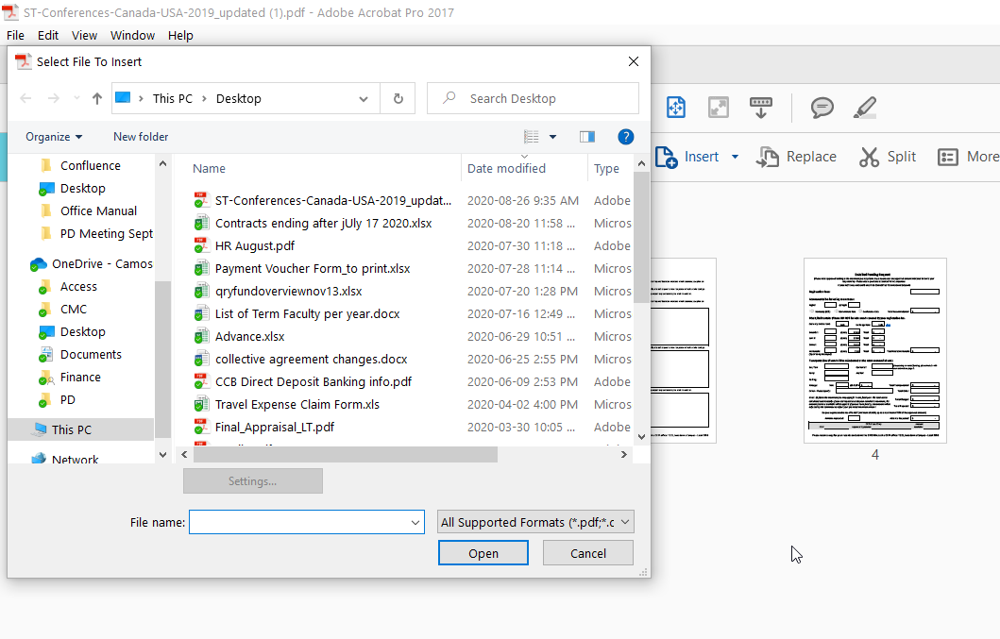 ST-Conferences-Canada-USA-2019_updated (1).pdf - Adobe Acrobat Pro 2017
File Edit View Window Help
Select File To Insert
This PC > Desktop
Search Desktop
Organize
New folder
Insert
Replace
Split
More
Confluence
Desktop
Office Manual
PD Meeting Sept
OneDrive - Camos
Access
CMC
Desktop
Documents
Finance
PD
This PC
Network
Name Date modified Type
ST-Conferences-Canada-USA-2019_updat... 2020-08-26 9:35 AM Adobe
Contracts ending after jUly 17 2020.xlsx 2020-08-20 11:58 ... Micros
HR August.pdf 2020-07-30 11:18 ... Adobe
Payment Voucher Form_to print.xlsx 2020-07-28 11:14 ... Micros
qryfundoverviewnov13.xlsx 2020-07-20 1:28 PM Micros
List of Term Faculty per year.docx 2020-07-16 12:49 ... Micros
Advance.xlsx 2020-06-29 10:51 ... Micros
collective agreement changes.docx 2020-06-25 2:55 PM Micros
CCB Direct Deposit Banking info.pdf 2020-06-09 2:53 PM Adobe
Travel Expense Claim Form.xls 2020-04-02 4:00 PM Micros
Final_Appraisal_LT.pdf 2020-03-30 10:05 ... Adobe
Settings...
File name:
All Supported Formats (*.pdf;*.c
Open
Cancel
4